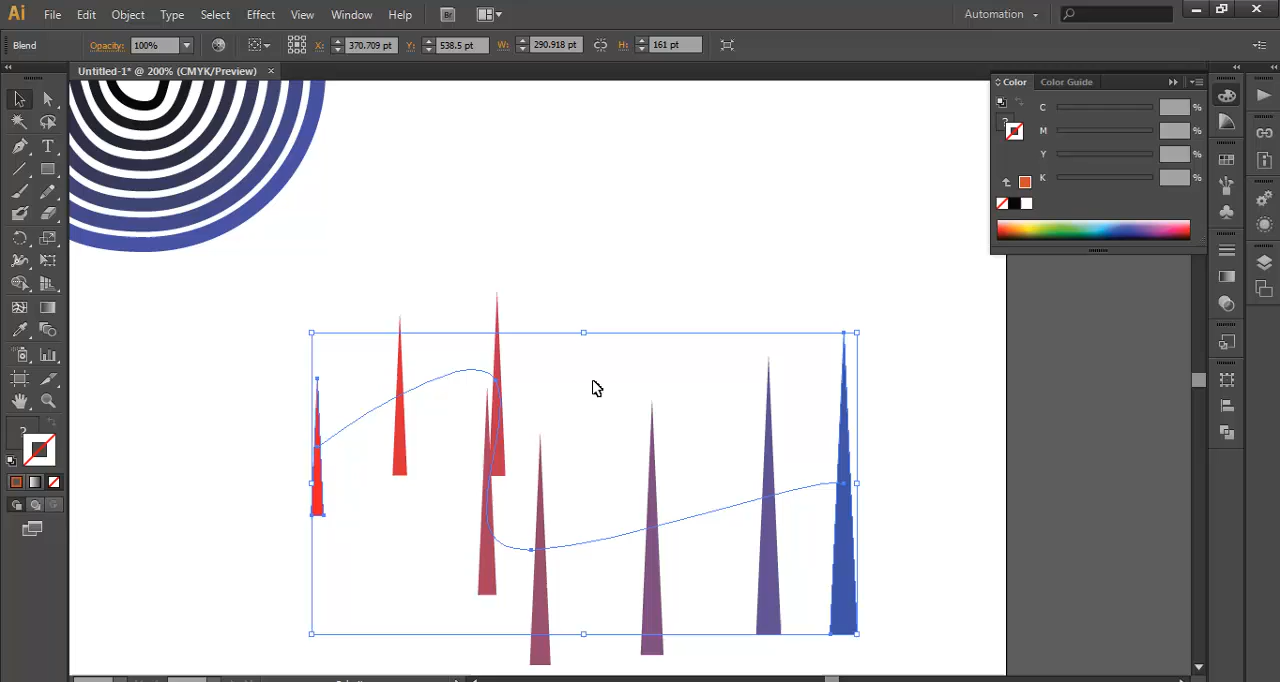 Ai File Edit Object Type Select Effect View Window Help Br Automation
Blend Opacity: 100% X: 370.709 pt Y: 538.5 pt W: 290.918 pt H: 161 pt
Untitled-1* @ 200% (CMYK/Preview) ×
Color Color Guide
C %
M %
Y %
K %
T
?
?